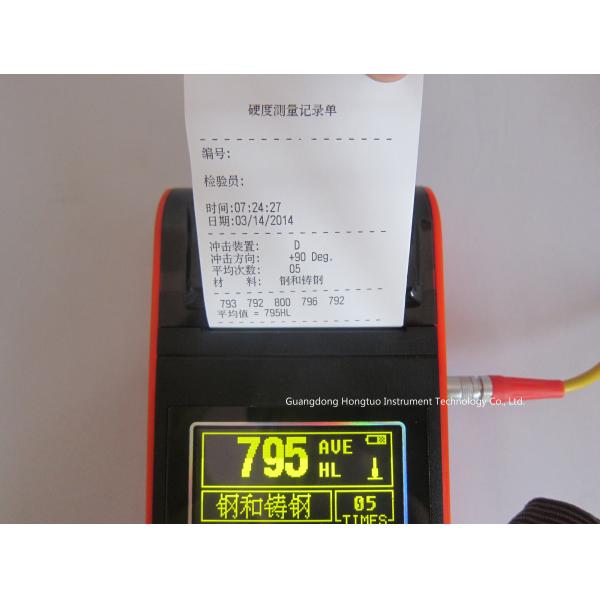 硬度测量记录单
编号:
检验员:
时间:07:24:27
日期:03/14/2014
冲击装置: D
冲击方向: +90 Deg.
平均次数: 05
材 料: 钢和铸钢
793 792 800 796 792
平均值 = 795HL
Guangdong Hongtuo Instrument Technology Co., Ltd.
795 AVE
HL
钢和铸钢 05
TIMES